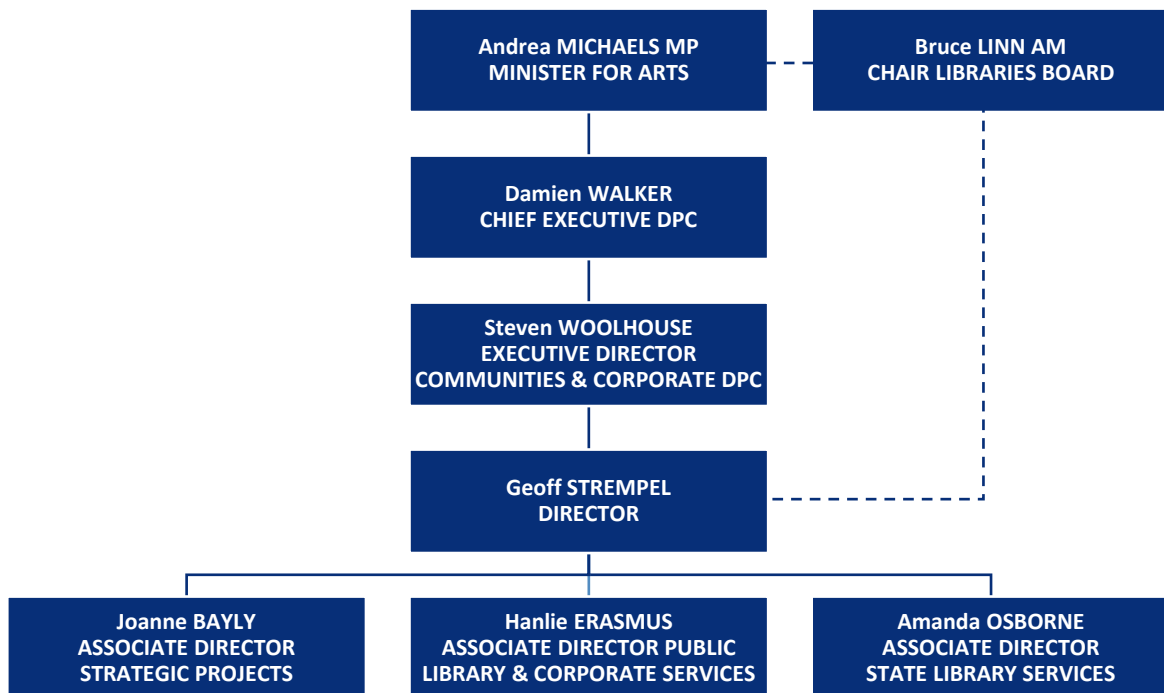 Andrea MICHAELS MP
MINISTER FOR ARTS
Bruce LINN AM
CHAIR LIBRARIES BOARD
Damien WALKER
CHIEF EXECUTIVE DPC
Steven WOOLHOUSE
EXECUTIVE DIRECTOR
COMMUNITIES & CORPORATE DPC
Geoff STREMPEL
DIRECTOR
Joanne BAYLY
ASSOCIATE DIRECTOR
STRATEGIC PROJECTS
Hanlie ERASMUS
ASSOCIATE DIRECTOR PUBLIC
LIBRARY & CORPORATE SERVICES
Amanda OSBORNE
ASSOCIATE DIRECTOR
STATE LIBRARY SERVICES